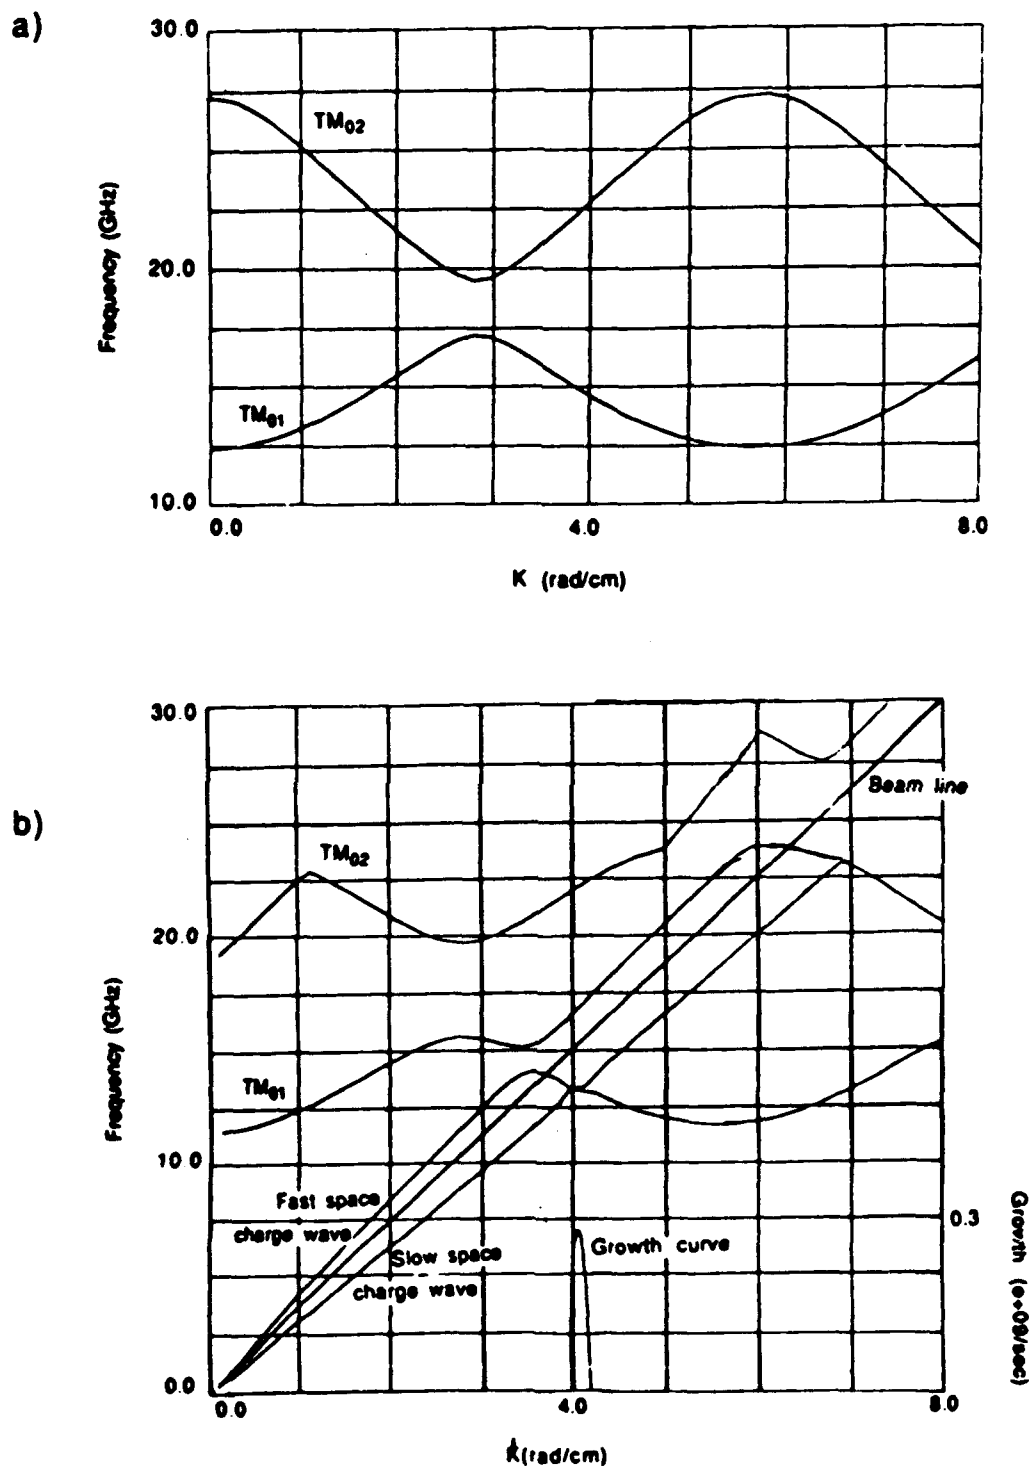 a)
30.0
TM02
20.0
Frequency (GHz)
TM01
10.0
0.0
4.0
8.0
K (rad/cm)
b)
30.0
Beam line
TM02
20.0
Frequency (GHz)
TM01
10.0
Fast space
charge wave
Slow space
charge wave
Growth curve
0.3
Growth (e+09/sec)
0.0
0.0
4.0
8.0
k(rad/cm)